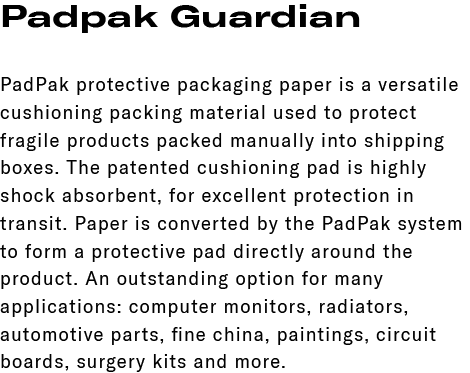 Padpak Guardian
PadPak protective packaging paper is a versatile
cushioning packing material used to protect
fragile products packed manually into shipping
boxes. The patented cushioning pad is highly
shock absorbent, for excellent protection in
transit. Paper is converted by the PadPak system
to form a protective pad directly around the
product. An outstanding option for many
applications: computer monitors, radiators,
automotive parts, fine china, paintings, circuit
boards, surgery kits and more.